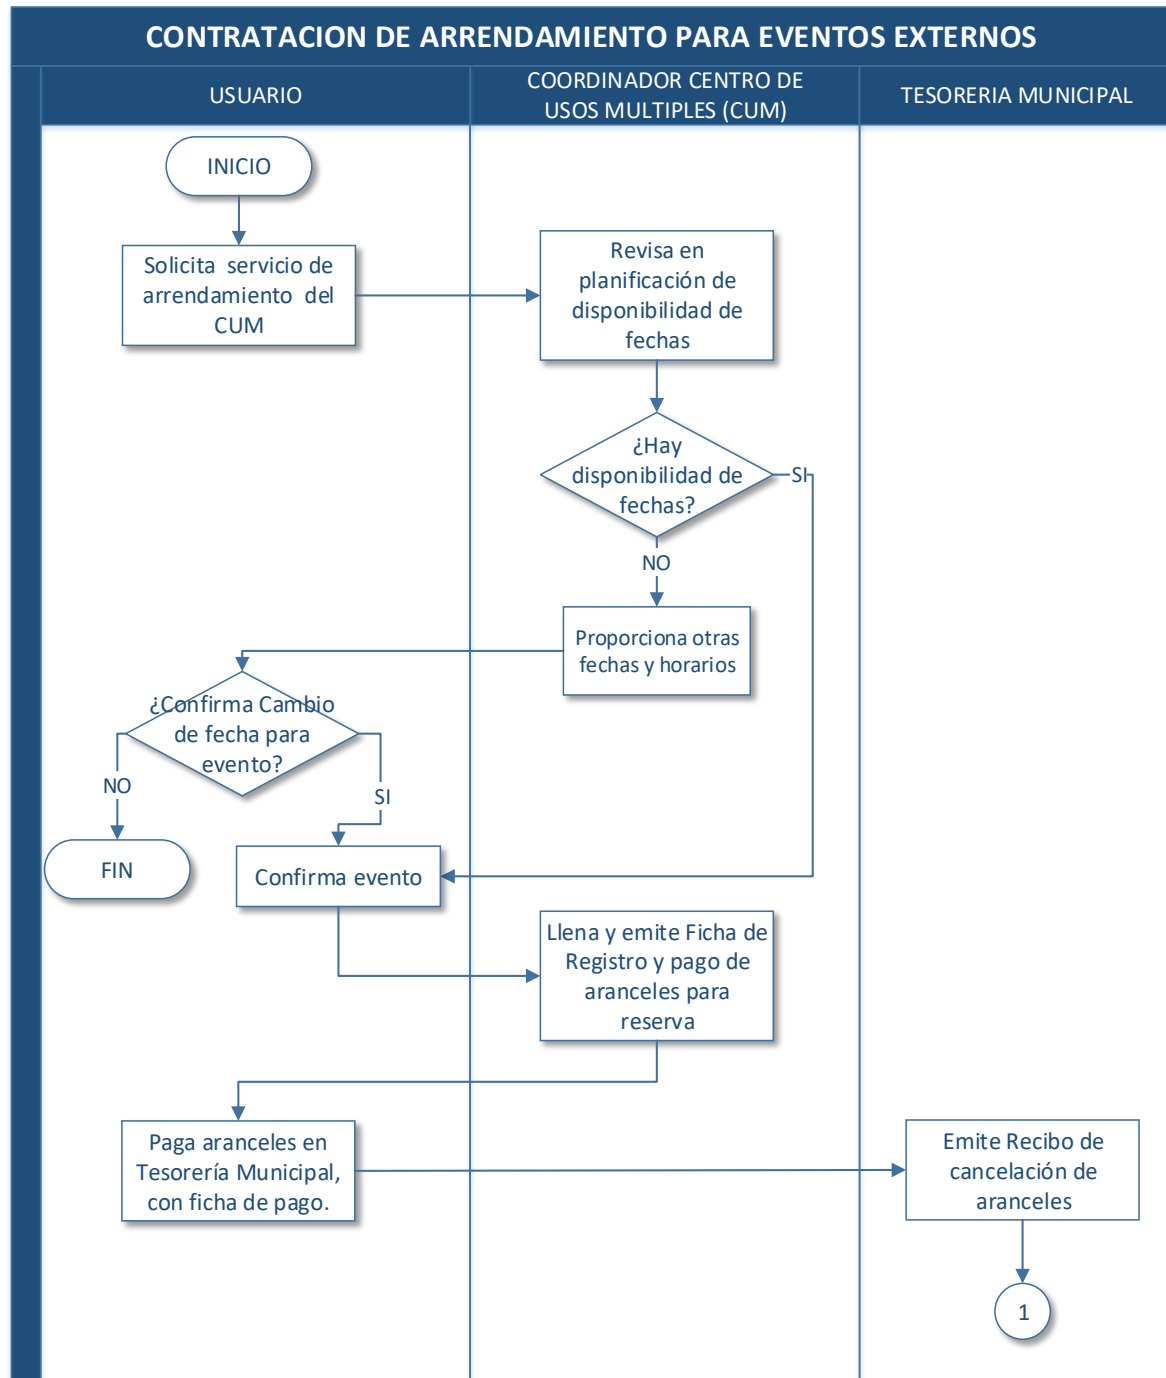 CONTRATACION DE ARRENDAMIENTO PARA EVENTOS EXTERNOS
USUARIO
COORDINADOR CENTRO DE
USOS MULTIPLES (CUM)
TESORERIA MUNICIPAL
INICIO
Solicita servicio de
arrendamiento del
CUM
Revisa en
planificación de
disponibilidad de
fechas
¿Hay
disponibilidad de
fechas?
SI
NO
Proporciona otras
fechas y horarios
¿Confirma Cambio
de fecha para
evento?
NO
SI
FIN
Confirma evento
Llena y emite Ficha de
Registro y pago de
aranceles para
reserva
Paga aranceles en
Tesorería Municipal,
con ficha de pago.
Emite Recibo de
cancelación de
aranceles
1